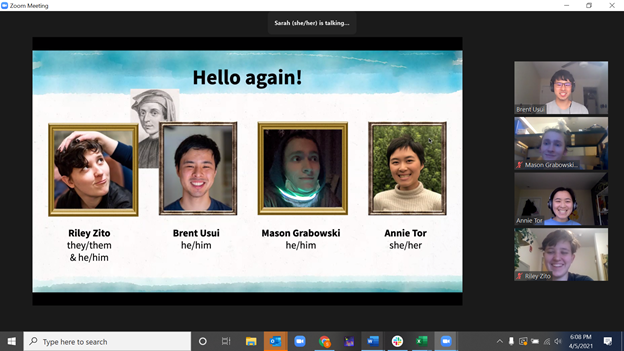 Zoom Meeting
Sarah (she/her) is talking...
Hello again!
Riley Zito
they/them
& he/him
Brent Usui
he/him
Mason Grabowski
he/him
Annie Tor
she/her
Brent Usui
Mason Grabowski...
Annie Tor
Riley Zito
Type here to search
6:08 PM
4/5/2021